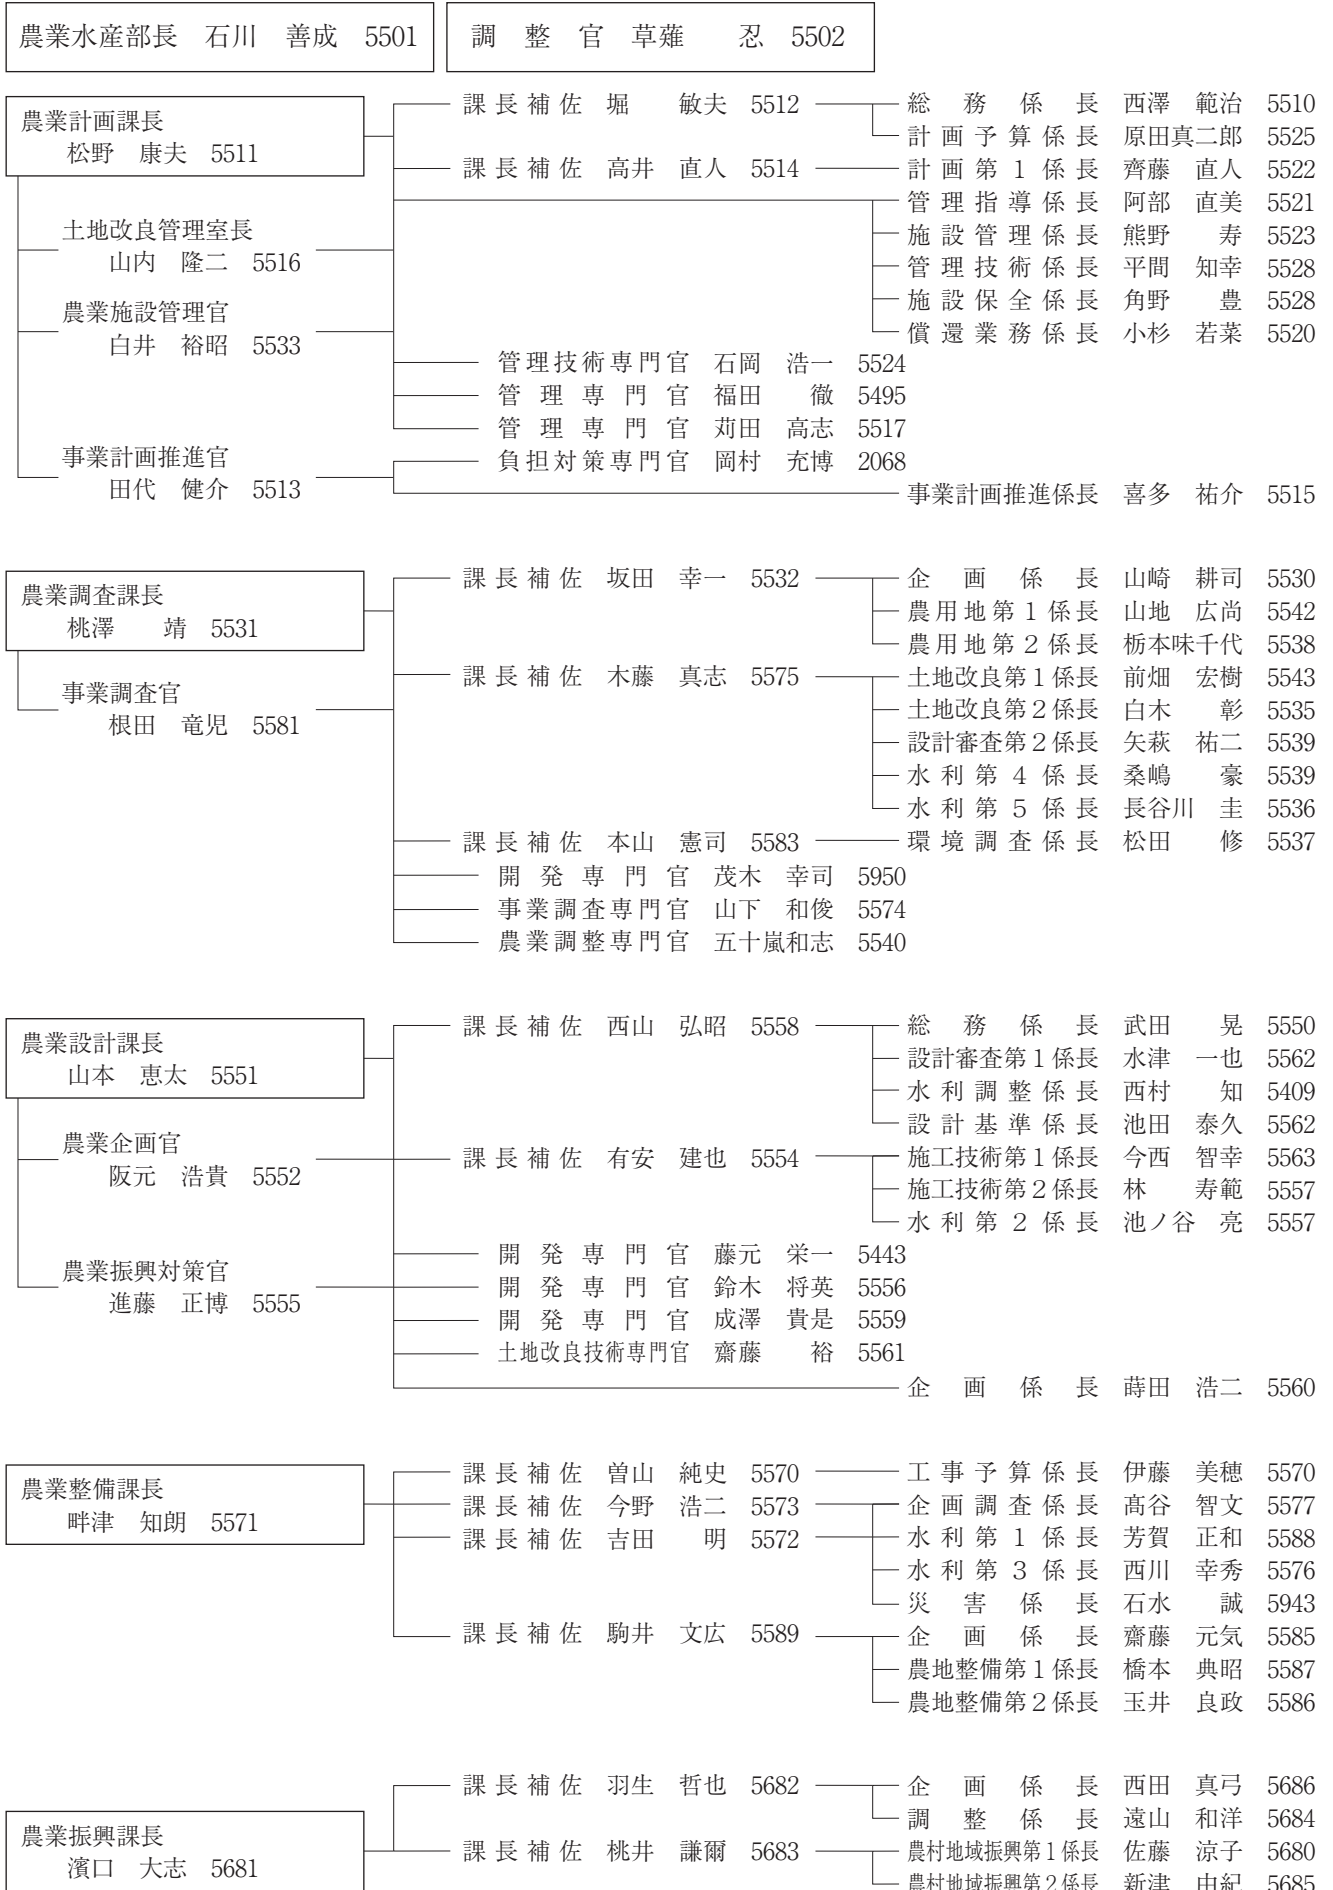 農業水産部長 石川 善成 5501
調整官 草薙 忍 5502
農業計画課長
松野 康夫 5511
課長補佐 堀 敏夫 5512
総務係長 西澤 範治 5510
計画予算係長 原田真二郎 5525
課長補佐 高井 直人 5514
計画第1係長 齊藤 直人 5522
管理指導係長 阿部 直美 5521
土地改良管理室長
山内 隆二 5516
施設管理係長 熊野 寿 5523
管理技術係長 平間 知幸 5528
農業施設管理官
白井 裕昭 5533
施設保全係長 角野 豊 5528
償還業務係長 小杉 若菜 5520
管理技術専門官 石岡 浩一 5524
管理専門官 福田 徹 5495
管理専門官 苅田 高志 5517
事業計画推進官
田代 健介 5513
負担対策専門官 岡村 充博 2068
事業計画推進係長 喜多 祐介 5515
農業調査課長
桃澤 靖 5531
課長補佐 坂田 幸一 5532
企画係長 山崎 耕司 5530
農用地第1係長 山地 広尚 5542
農用地第2係長 栃本味千代 5538
事業調査官
根田 竜児 5581
課長補佐 木藤 真志 5575
土地改良第1係長 前畑 宏樹 5543
土地改良第2係長 白木 彰 5535
設計審査第2係長 矢萩 祐二 5539
水利第4係長 桑嶋 豪 5539
水利第5係長 長谷川 圭 5536
課長補佐 本山 憲司 5583
環境調査係長 松田 修 5537
開発専門官 茂木 幸司 5950
事業調査専門官 山下 和俊 5574
農業調整専門官 五十嵐和志 5540
農業設計課長
山本 恵太 5551
課長補佐 西山 弘昭 5558
総務係長 武田 晃 5550
設計審査第1係長 水津 一也 5562
水利調整係長 西村 知 5409
設計基準係長 池田 泰久 5562
農業企画官
阪元 浩貴 5552
課長補佐 有安 建也 5554
施工技術第1係長 今西 智幸 5563
施工技術第2係長 林 寿範 5557
水利第2係長 池ノ谷 亮 5557
農業振興対策官
進藤 正博 5555
開発専門官 藤元 栄一 5443
開発専門官 鈴木 将英 5556
開発専門官 成澤 貴是 5559
土地改良技術専門官 齋藤 裕 5561
企画係長 蒔田 浩二 5560
農業整備課長
畔津 知朗 5571
課長補佐 曽山 純史 5570
工事予算係長 伊藤 美穂 5570
課長補佐 今野 浩二 5573
企画調査係長 髙谷 智文 5577
課長補佐 吉田 明 5572
水利第1係長 芳賀 正和 5588
水利第3係長 西川 幸秀 5576
災害係長 石水 誠 5943
課長補佐 駒井 文広 5589
企画係長 齋藤 元気 5585
農地整備第1係長 橋本 典昭 5587
農地整備第2係長 玉井 良政 5586
農業振興課長
濱口 大志 5681
課長補佐 羽生 哲也 5682
企画係長 西田 真弓 5686
調整係長 遠山 和洋 5684
課長補佐 桃井 謙爾 5683
農村地域振興第1係長 佐藤 涼子 5680
農村地域振興第2係長 新津 由紀 5685